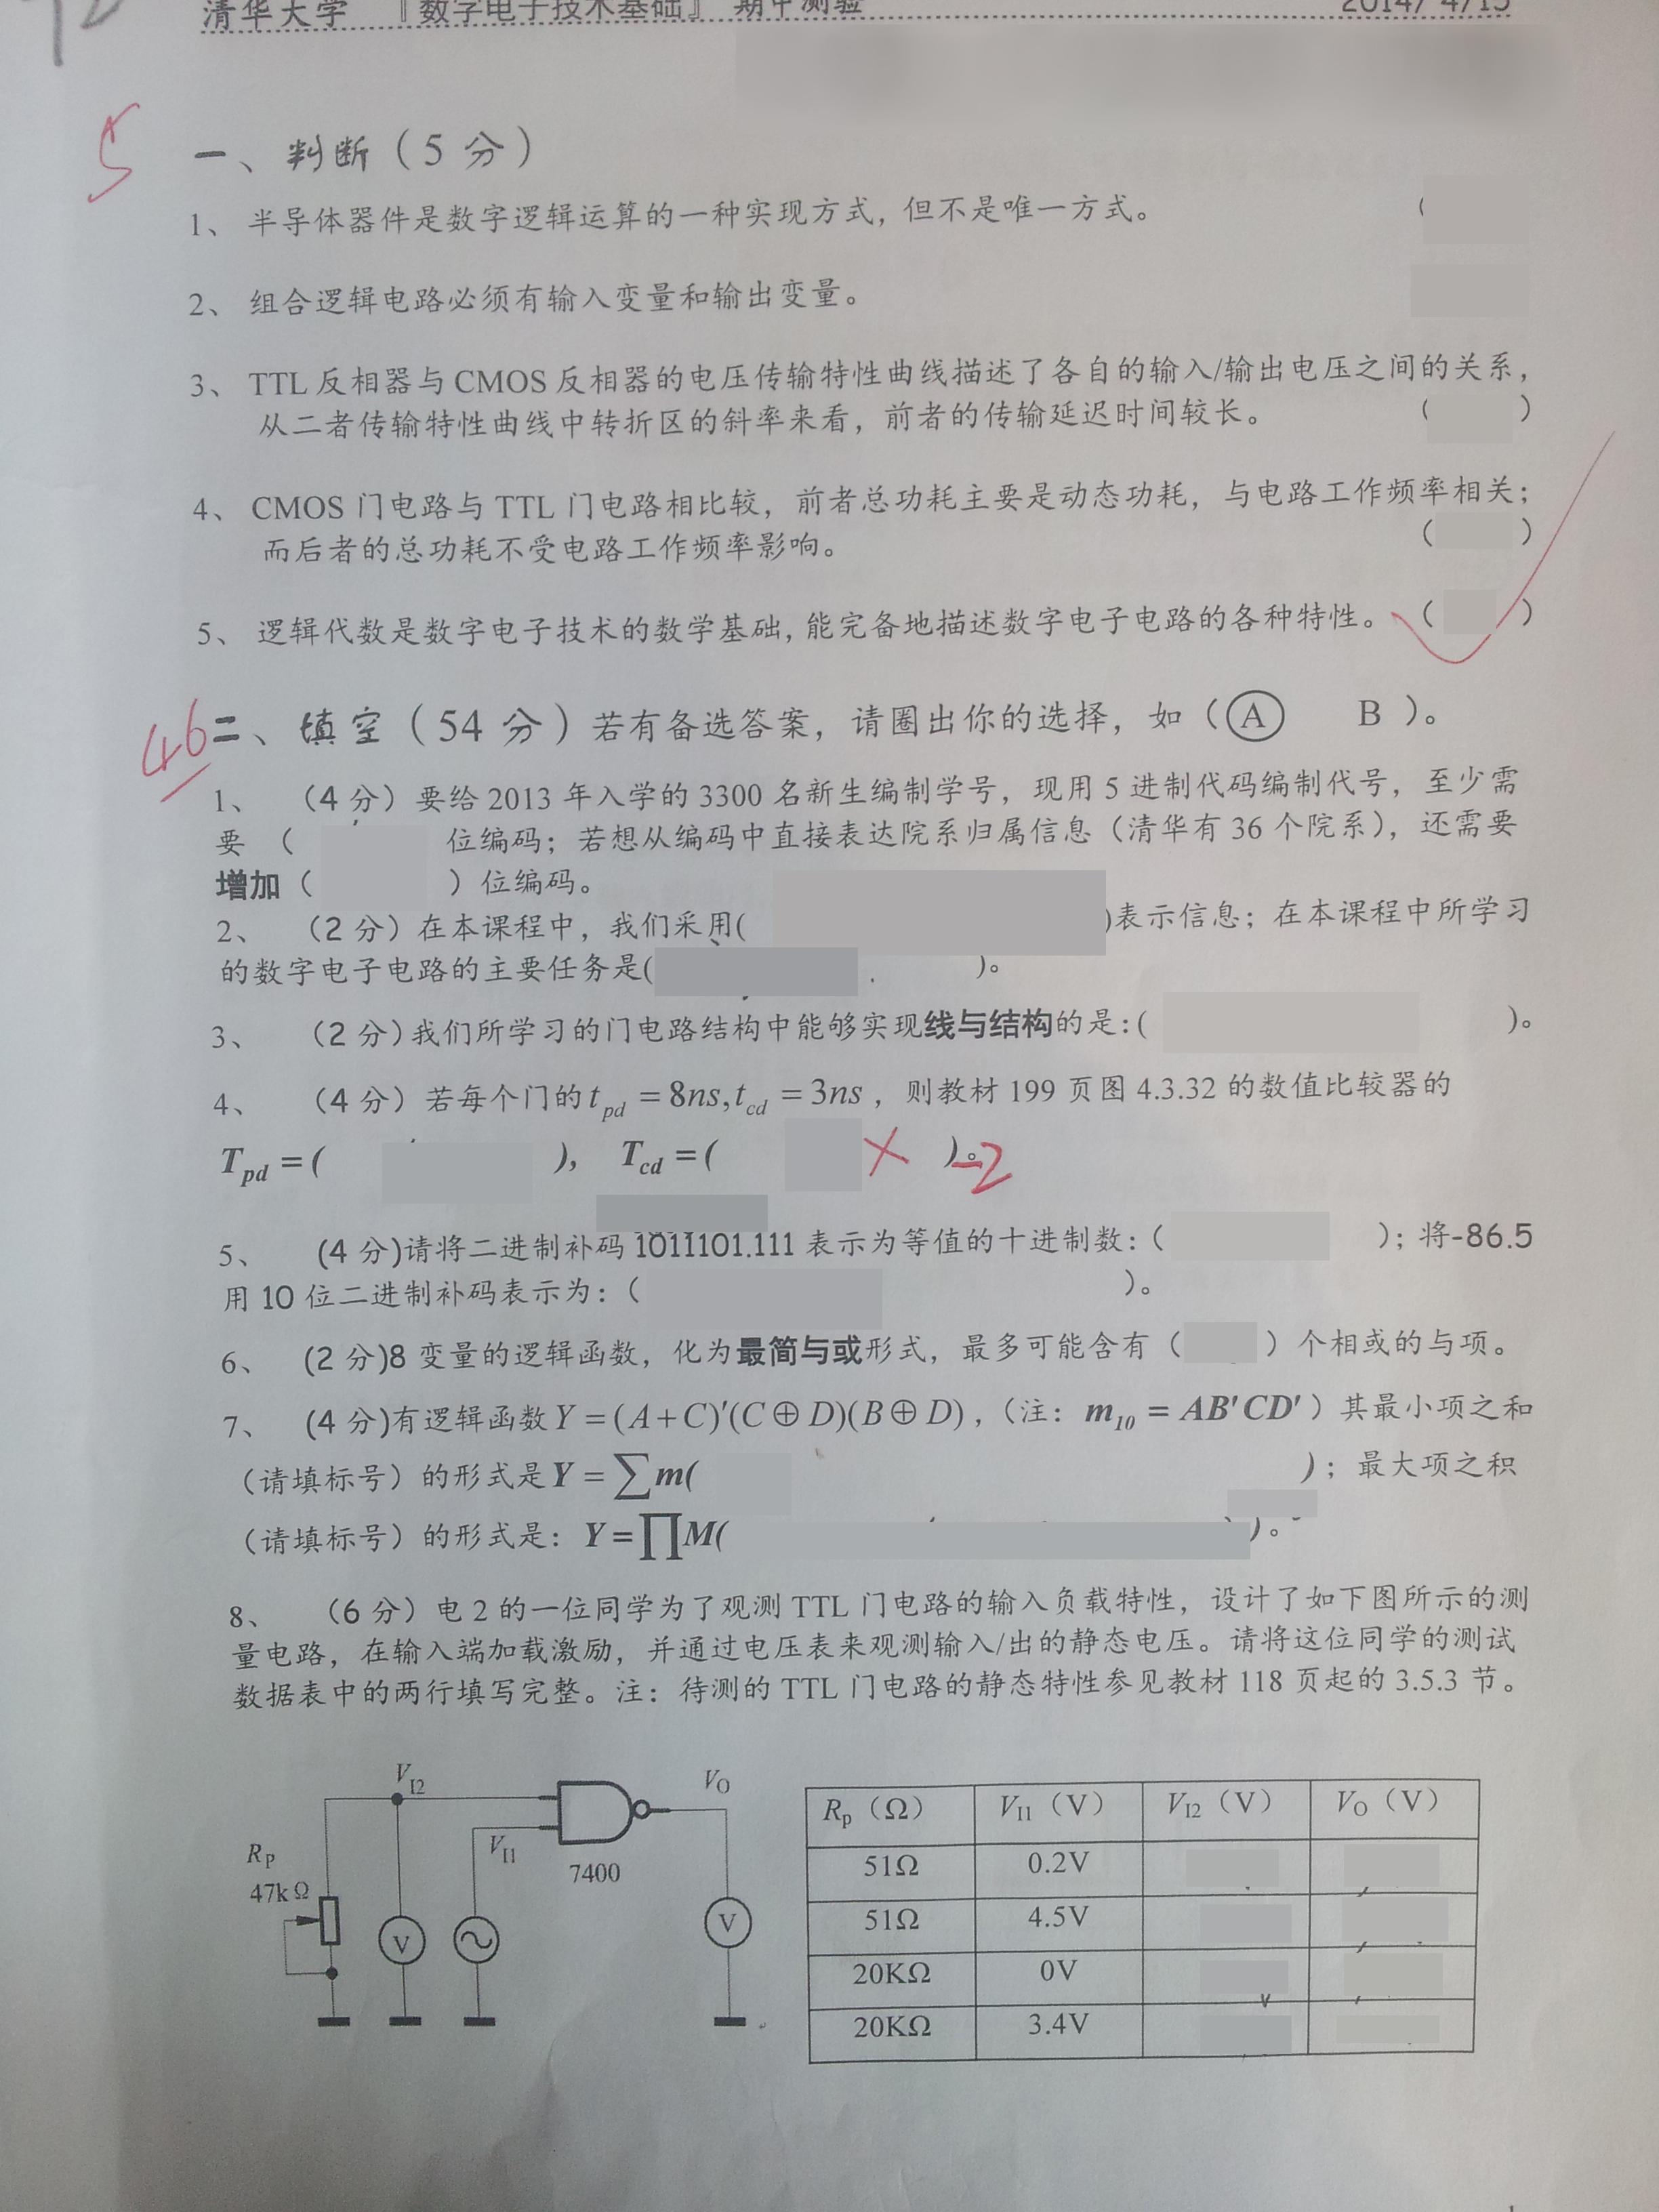 清华大学 『数字电子技术基础』 期中测验 2014/ 4/15
5 一、判断（5 分）
1、 半导体器件是数字逻辑运算的一种实现方式，但不是唯一方式。 （
2、 组合逻辑电路必须有输入变量和输出变量。
3、 TTL 反相器与 CMOS 反相器的电压传输特性曲线描述了各自的输入/输出电压之间的关系，
从二者传输特性曲线中转折区的斜率来看，前者的传输延迟时间较长。 （ ）
4、 CMOS 门电路与 TTL 门电路相比较，前者总功耗主要是动态功耗，与电路工作频率相关；
而后者的总功耗不受电路工作频率影响。 （ ）
5、 逻辑代数是数字电子技术的数学基础，能完备地描述数字电子电路的各种特性。 （ ）
46 二、填空（54 分）若有备选答案，请圈出你的选择，如（Ⓐ B ）。
1、 （4 分）要给 2013 年入学的 3300 名新生编制学号，现用 5 进制代码编制代号，至少需
要 （ 位编码；若想从编码中直接表达院系归属信息（清华有 36 个院系），还需要
增加（ ）位编码。
2、 （2 分）在本课程中，我们采用( )表示信息；在本课程中所学习
的数字电子电路的主要任务是( )。
3、 （2 分）我们所学习的门电路结构中能够实现线与结构的是：( )。
4、 （4 分）若每个门的 t_pd = 8ns, t_cd = 3ns ，则教材 199 页图 4.3.32 的数值比较器的
T_pd = ( ), T_cd = ( × )。 -2
5、 (4 分)请将二进制补码 1011101.111 表示为等值的十进制数：（ ）；将-86.5
用 10 位二进制补码表示为：（ ）。
6、 (2 分)8 变量的逻辑函数，化为最简与或形式，最多可能含有（ ）个相或的与项。
7、 (4 分)有逻辑函数 Y = (A+C)′(C⊕D)(B⊕D)，（注：m₁₀ = AB′CD′）其最小项之和
（请填标号）的形式是 Y = ∑m( )；最大项之积
（请填标号）的形式是：Y = ∏M( )。
8、 （6 分）电 2 的一位同学为了观测 TTL 门电路的输入负载特性，设计了如下图所示的测
量电路，在输入端加载激励，并通过电压表来观测输入/出的静态电压。请将这位同学的测试
数据表中的两行填写完整。注：待测的 TTL 门电路的静态特性参见教材 118 页起的 3.5.3 节。
V_I2 V_O
R_P 47kΩ V_I1 7400
V V
R_p（Ω） V_I1（V） V_I2（V） V_O（V）
51Ω 0.2V
51Ω 4.5V
20KΩ 0V
20KΩ 3.4V